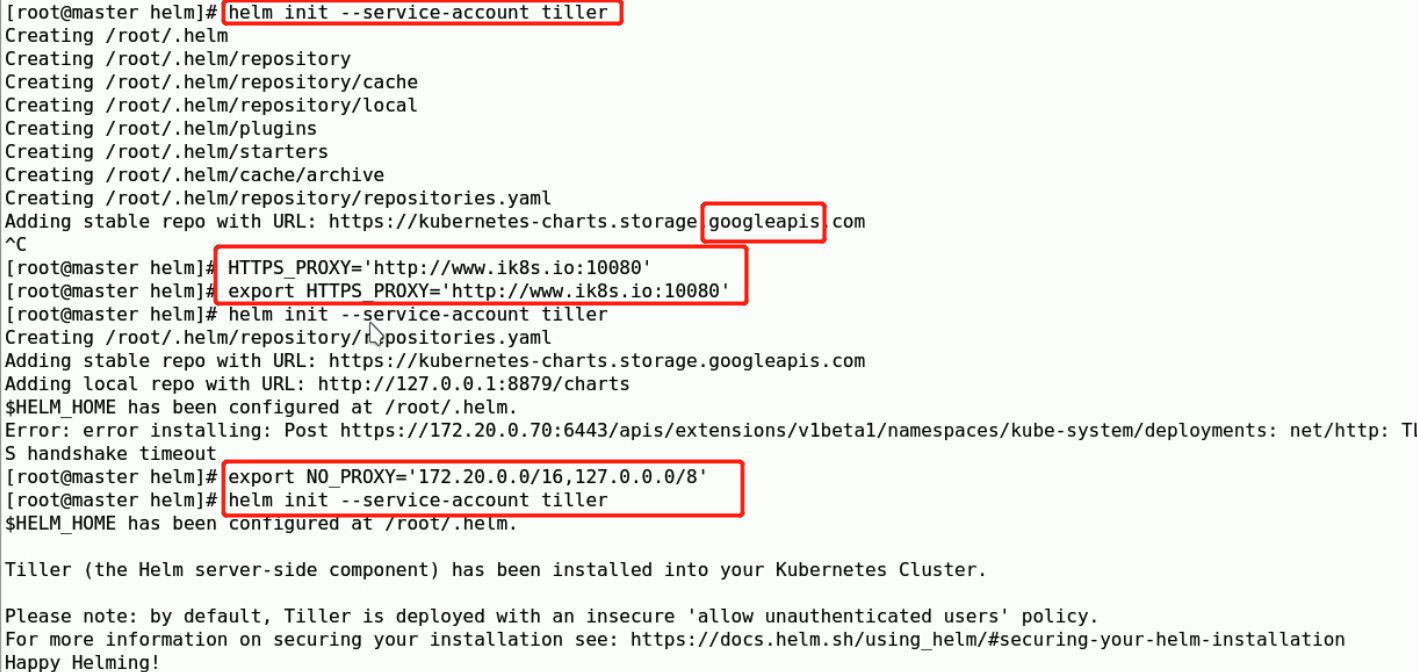 [root@master helm]# helm init --service-account tiller
Creating /root/.helm
Creating /root/.helm/repository
Creating /root/.helm/repository/cache
Creating /root/.helm/repository/local
Creating /root/.helm/plugins
Creating /root/.helm/starters
Creating /root/.helm/cache/archive
Creating /root/.helm/repository/repositories.yaml
Adding stable repo with URL: https://kubernetes-charts.storage.googleapis.com
^C
[root@master helm]# HTTPS_PROXY='http://www.ik8s.io:10080'
[root@master helm]# export HTTPS_PROXY='http://www.ik8s.io:10080'
[root@master helm]# helm init --service-account tiller
Creating /root/.helm/repository/repositories.yaml
Adding stable repo with URL: https://kubernetes-charts.storage.googleapis.com
Adding local repo with URL: http://127.0.0.1:8879/charts
$HELM_HOME has been configured at /root/.helm.
Error: error installing: Post https://172.20.0.70:6443/apis/extensions/v1beta1/namespaces/kube-system/deployments: net/http: TL
S handshake timeout
[root@master helm]# export NO_PROXY='172.20.0.0/16,127.0.0.0/8'
[root@master helm]# helm init --service-account tiller
$HELM_HOME has been configured at /root/.helm.
Tiller (the Helm server-side component) has been installed into your Kubernetes Cluster.
Please note: by default, Tiller is deployed with an insecure 'allow unauthenticated users' policy.
For more information on securing your installation see: https://docs.helm.sh/using_helm/#securing-your-helm-installation
Happy Helming!